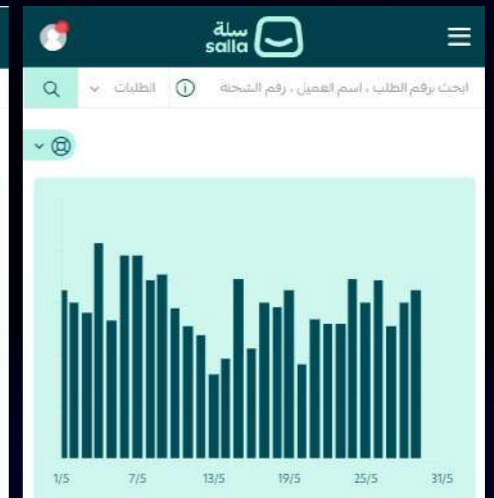 سلة
salla
ابحث برقم الطلب ، اسم العميل ، رقم الشحنة
الطلبات
1/5 7/5 13/5 19/5 25/5 31/5